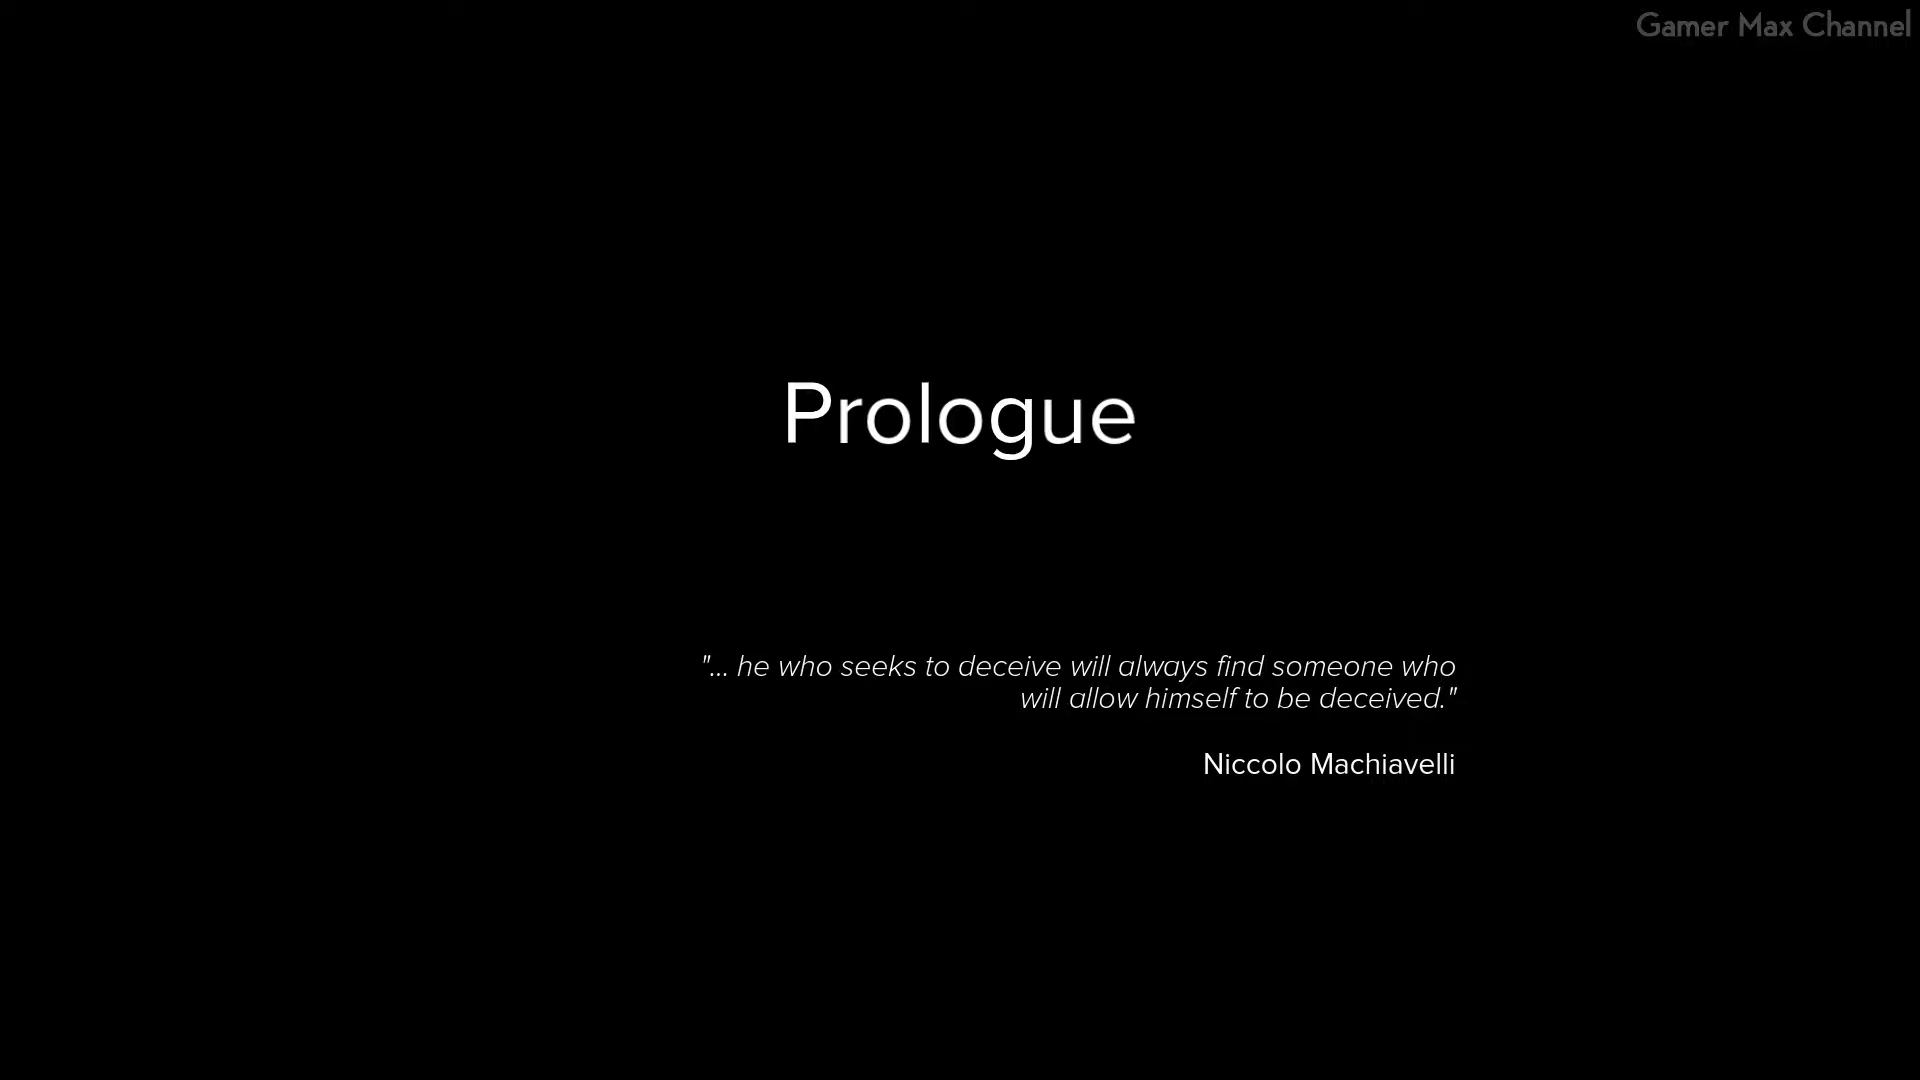 Gamer Max Channel
Prologue
"... he who seeks to deceive will always find someone who
will allow himself to be deceived."
Niccolo Machiavelli